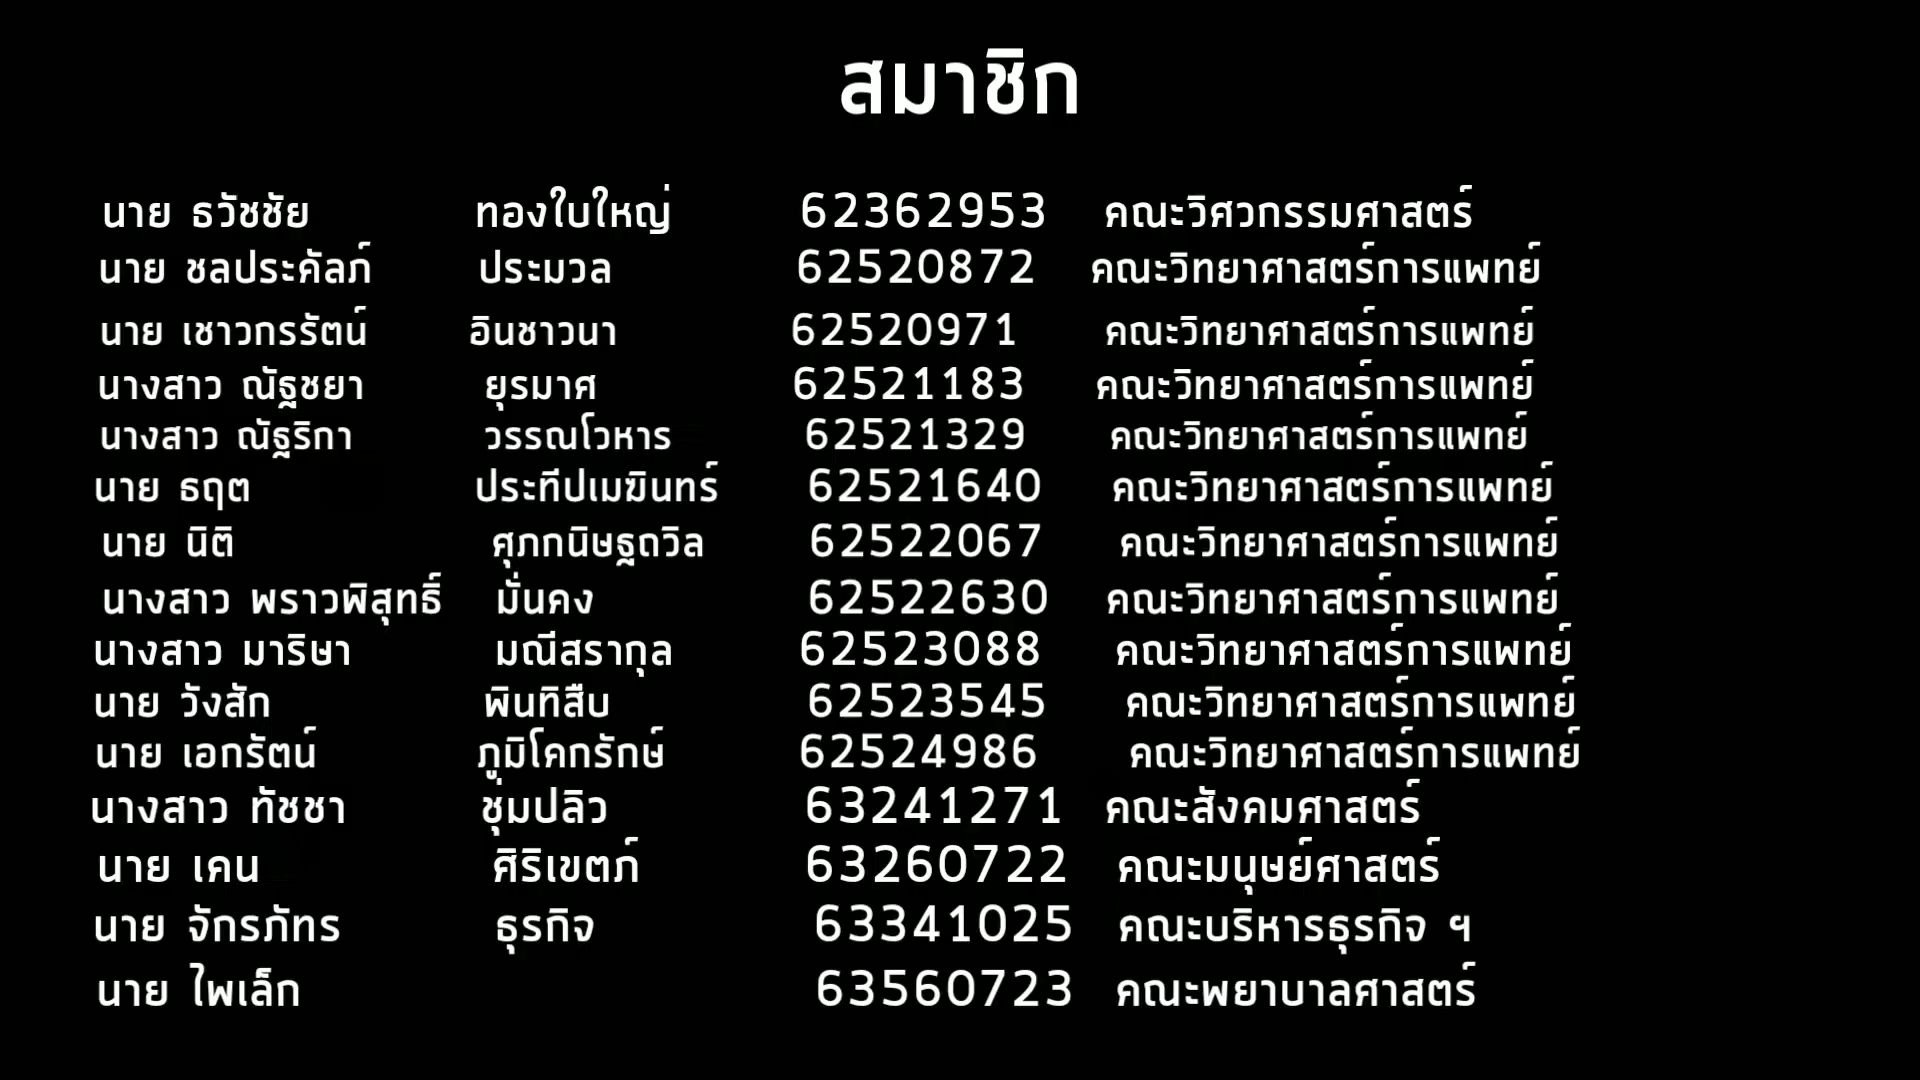 สมาชิก
นาย ธวัชชัย ทองใบใหญ่ 62362953 คณะวิศวกรรมศาสตร์
นาย ชลประคัลภ์ ประมวล 62520872 คณะวิทยาศาสตร์การแพทย์
นาย เชาวกรรัตน์ อินชาวนา 62520971 คณะวิทยาศาสตร์การแพทย์
นางสาว ณัฐชยา ยุรมาศ 62521183 คณะวิทยาศาสตร์การแพทย์
นางสาว ณัฐริกา วรรณโวหาร 62521329 คณะวิทยาศาสตร์การแพทย์
นาย ธฤต ประทีปเมฆินทร์ 62521640 คณะวิทยาศาสตร์การแพทย์
นาย นิติ ศุภกนิษฐถวิล 62522067 คณะวิทยาศาสตร์การแพทย์
นางสาว พราวพิสุทธิ์ มั่นคง 62522630 คณะวิทยาศาสตร์การแพทย์
นางสาว มาริษา มณีสรากุล 62523088 คณะวิทยาศาสตร์การแพทย์
นาย วังสัก พินทิสืบ 62523545 คณะวิทยาศาสตร์การแพทย์
นาย เอกรัตน์ ภูมิโคกรักษ์ 62524986 คณะวิทยาศาสตร์การแพทย์
นางสาว ทัชชา ชุ่มปลิว 63241271 คณะสังคมศาสตร์
นาย เคน ศิริเขตภ์ 63260722 คณะมนุษย์ศาสตร์
นาย จักรภัทร ธุรกิจ 63341025 คณะบริหารธุรกิจ ฯ
นาย ไพเล็ก 63560723 คณะพยาบาลศาสตร์